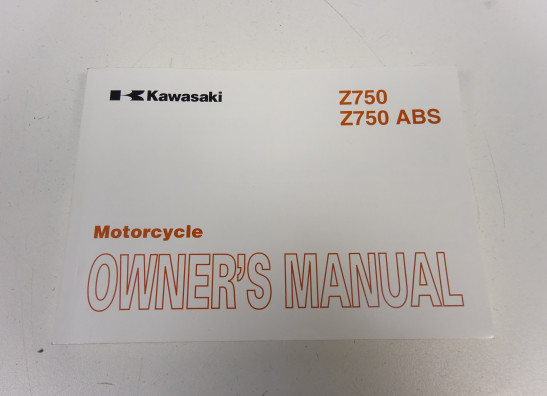 Kawasaki
Z750
Z750 ABS
Motorcycle
OWNER'S MANUAL